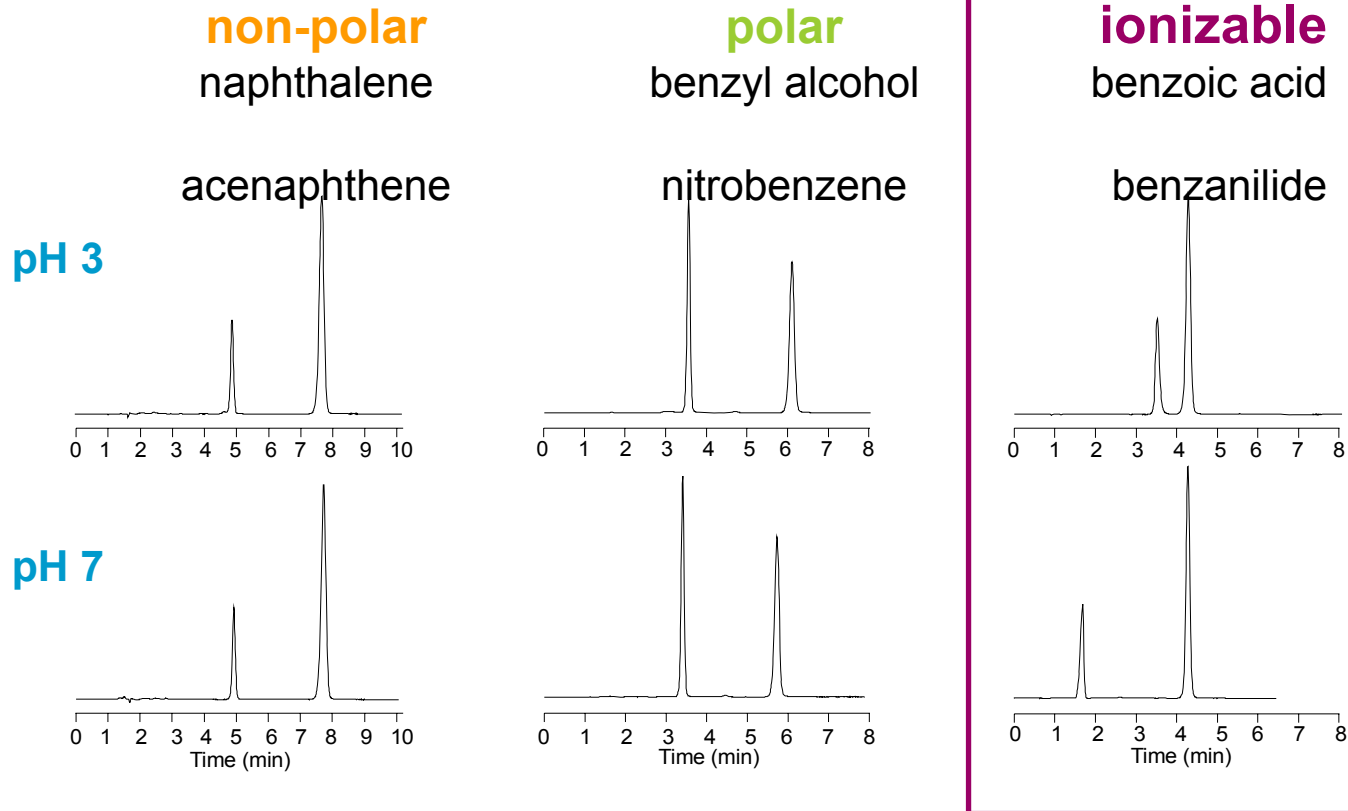 non-polar
naphthalene
acenaphthene
polar
benzyl alcohol
nitrobenzene
ionizable
benzoic acid
benzanilide
pH 3
0 1 2 3 4 5 6 7 8 9 10
0 1 2 3 4 5 6 7 8
0 1 2 3 4 5 6 7 8
pH 7
0 1 2 3 4 5 6 7 8 9 10
Time (min)
0 1 2 3 4 5 6 7 8
Time (min)
0 1 2 3 4 5 6 7 8
Time (min)